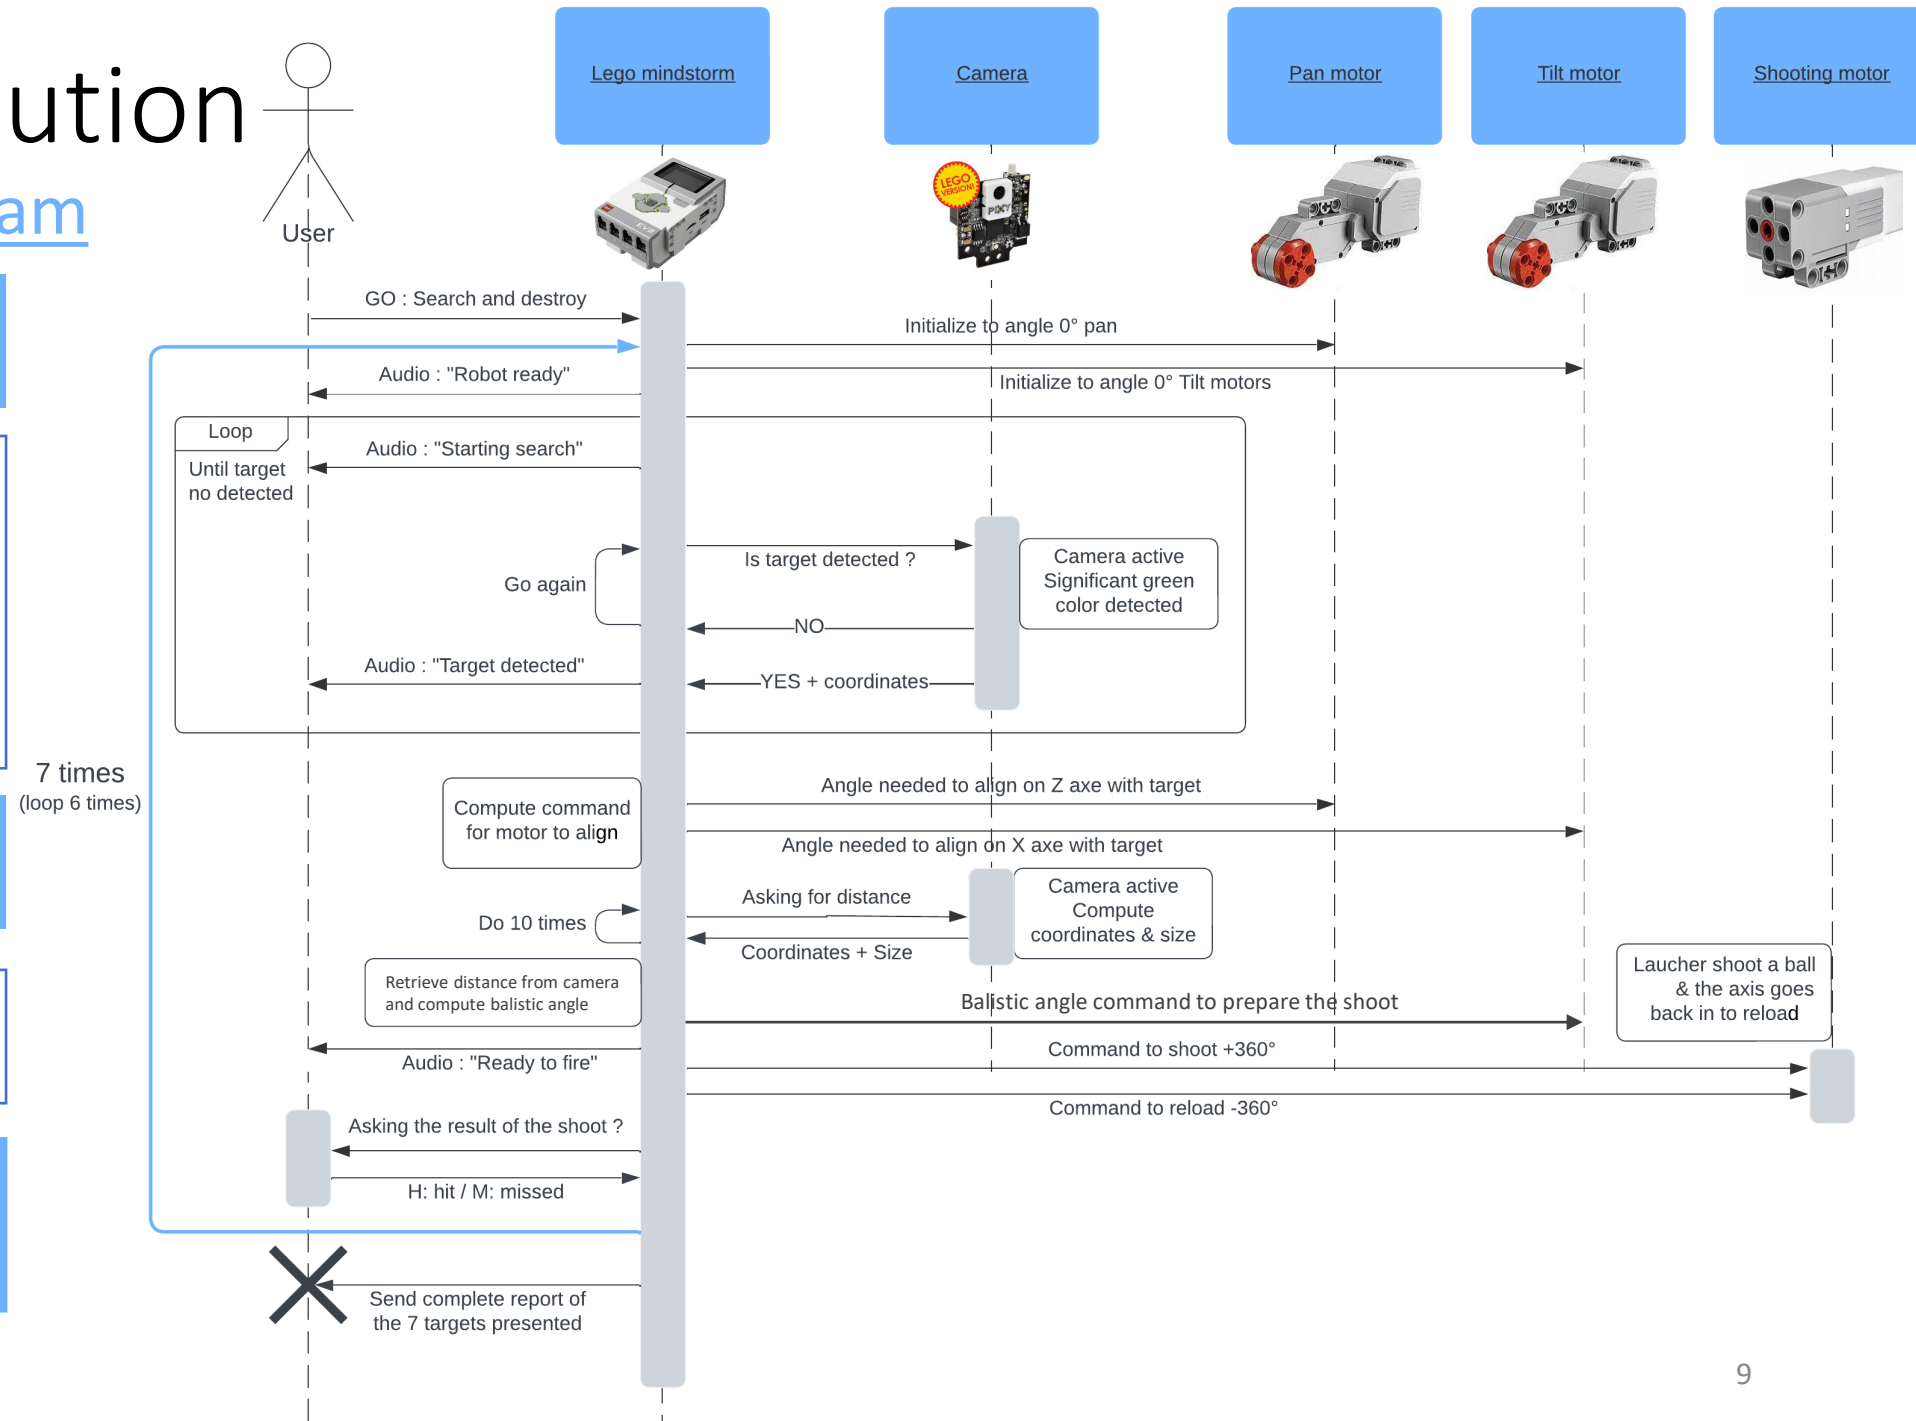 ution
am
User
Lego mindstorm
Camera
Pan motor
Tilt motor
Shooting motor
LEGO
VERSION!
PIXY
EV3
GO : Search and destroy
Initialize to angle 0° pan
Audio : "Robot ready"
Initialize to angle 0° Tilt motors
Loop
Until target
no detected
Audio : "Starting search"
Is target detected ?
Camera active
Significant green
color detected
Go again
NO
Audio : "Target detected"
YES + coordinates
7 times
(loop 6 times)
Compute command
for motor to align
Angle needed to align on Z axe with target
Angle needed to align on X axe with target
Asking for distance
Camera active
Compute
coordinates & size
Do 10 times
Coordinates + Size
Retrieve distance from camera
and compute balistic angle
Balistic angle command to prepare the shoot
Laucher shoot a ball
& the axis goes
back in to reload
Audio : "Ready to fire"
Command to shoot +360°
Command to reload -360°
Asking the result of the shoot ?
H: hit / M: missed
Send complete report of
the 7 targets presented
9